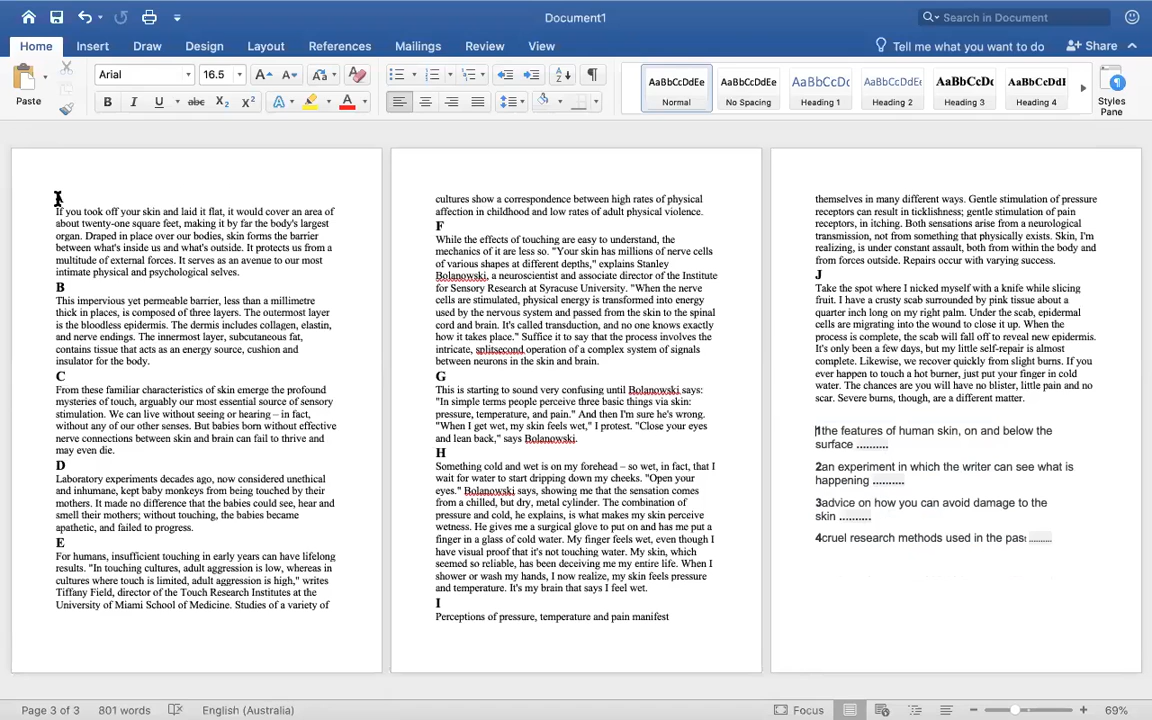 Document1
Search in Document
Home Insert Draw Design Layout References Mailings Review View
Tell me what you want to do
Share
Paste
Arial 16.5
AaBbCcDdEe AaBbCcDdEe AaBbCcDc AaBbCcDdEe AaBbCcDc AaBbCcDdI
Normal No Spacing Heading 1 Heading 2 Heading 3 Heading 4
Styles
Pane
A
If you took off your skin and laid it flat, it would cover an area of
about twenty-one square feet, making it by far the body's largest
organ. Draped in place over our bodies, skin forms the barrier
between what's inside us and what's outside. It protects us from a
multitude of external forces. It serves as an avenue to our most
intimate physical and psychological selves.
B
This impervious yet permeable barrier, less than a millimetre
thick in places, is composed of three layers. The outermost layer
is the bloodless epidermis. The dermis includes collagen, elastin,
and nerve endings. The innermost layer, subcutaneous fat,
contains tissue that acts as an energy source, cushion and
insulator for the body.
C
From these familiar characteristics of skin emerge the profound
mysteries of touch, arguably our most essential source of sensory
stimulation. We can live without seeing or hearing – in fact,
without any of our other senses. But babies born without effective
nerve connections between skin and brain can fail to thrive and
may even die.
D
Laboratory experiments decades ago, now considered unethical
and inhumane, kept baby monkeys from being touched by their
mothers. It made no difference that the babies could see, hear and
smell their mothers; without touching, the babies became
apathetic, and failed to progress.
E
For humans, insufficient touching in early years can have lifelong
results. "In touching cultures, adult aggression is low, whereas in
cultures where touch is limited, adult aggression is high," writes
Tiffany Field, director of the Touch Research Institutes at the
University of Miami School of Medicine. Studies of a variety of
cultures show a correspondence between high rates of physical
affection in childhood and low rates of adult physical violence.
F
While the effects of touching are easy to understand, the
mechanics of it are less so. "Your skin has millions of nerve cells
of various shapes at different depths," explains Stanley
Bolanowski, a neuroscientist and associate director of the Institute
for Sensory Research at Syracuse University. "When the nerve
cells are stimulated, physical energy is transformed into energy
used by the nervous system and passed from the skin to the spinal
cord and brain. It's called transduction, and no one knows exactly
how it takes place." Suffice it to say that the process involves the
intricate, splitsecond operation of a complex system of signals
between neurons in the skin and brain.
G
This is starting to sound very confusing until Bolanowski says:
"In simple terms people perceive three basic things via skin:
pressure, temperature, and pain." And then I'm sure he's wrong.
"When I get wet, my skin feels wet," I protest. "Close your eyes
and lean back," says Bolanowski.
H
Something cold and wet is on my forehead – so wet, in fact, that I
wait for water to start dripping down my cheeks. "Open your
eyes." Bolanowski says, showing me that the sensation comes
from a chilled, but dry, metal cylinder. The combination of
pressure and cold, he explains, is what makes my skin perceive
wetness. He gives me a surgical glove to put on and has me put a
finger in a glass of cold water. My finger feels wet, even though I
have visual proof that it's not touching water. My skin, which
seemed so reliable, has been deceiving me my entire life. When I
shower or wash my hands, I now realize, my skin feels pressure
and temperature. It's my brain that says I feel wet.
I
Perceptions of pressure, temperature and pain manifest
themselves in many different ways. Gentle stimulation of pressure
receptors can result in ticklishness; gentle stimulation of pain
receptors, in itching. Both sensations arise from a neurological
transmission, not from something that physically exists. Skin, I'm
realizing, is under constant assault, both from within the body and
from forces outside. Repairs occur with varying success.
J
Take the spot where I nicked myself with a knife while slicing
fruit. I have a crusty scab surrounded by pink tissue about a
quarter inch long on my right palm. Under the scab, epidermal
cells are migrating into the wound to close it up. When the
process is complete, the scab will fall off to reveal new epidermis.
It's only a few days, but my little self-repair is almost
complete. Likewise, we recover quickly from slight burns. If you
ever happen to touch a hot burner, just put your finger in cold
water. The chances are you will have no blister, little pain and no
scar. Severe burns, though, are a different matter.
1the features of human skin, on and below the
surface ..........
2an experiment in which the writer can see what is
happening ..........
3advice on how you can avoid damage to the
skin ..........
4cruel research methods used in the past ..........
Page 3 of 3 801 words English (Australia) Focus 69%